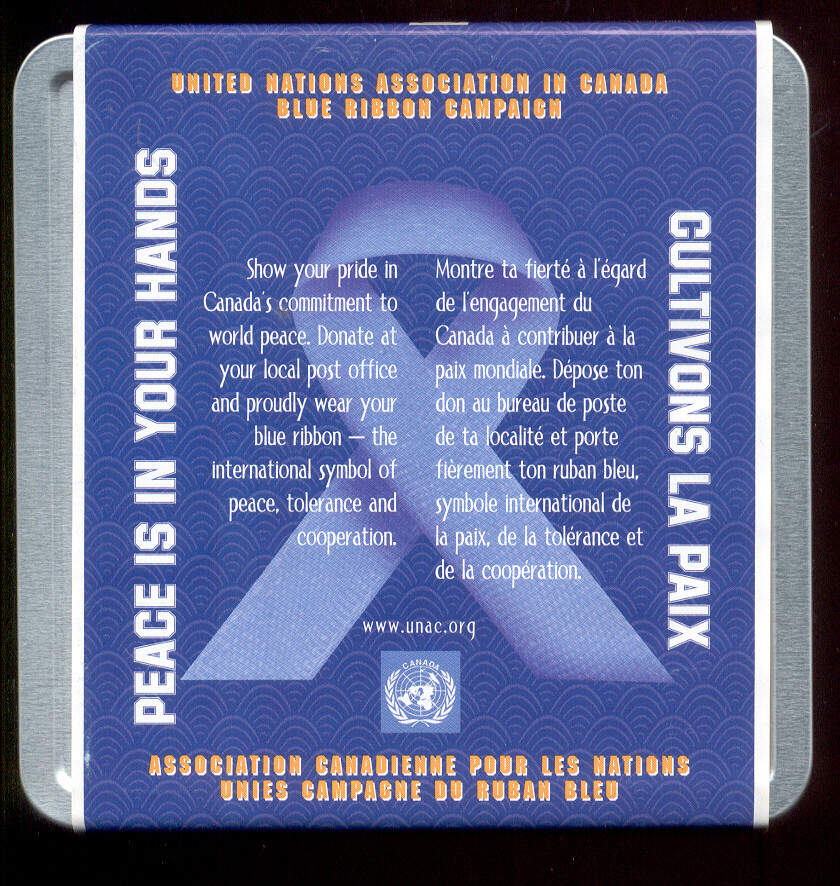 UNITED NATIONS ASSOCIATION IN CANADA
BLUE RIBBON CAMPAIGN
PEACE IS IN YOUR HANDS
Show your pride in
Canada's commitment to
world peace. Donate at
your local post office
and proudly wear your
blue ribbon – the
international symbol of
peace, tolerance and
cooperation.
Montre ta fierté à l'égard
de l'engagement du
Canada à contribuer à la
paix mondiale. Dépose ton
don au bureau de poste
de ta localité et porte
fièrement ton ruban bleu,
symbole international de
la paix, de la tolérance et
de la coopération.
CULTIVONS LA PAIX
www.unac.org
CANADA
ASSOCIATION CANADIENNE POUR LES NATIONS
UNIES CAMPAGNE DU RUBAN BLEU